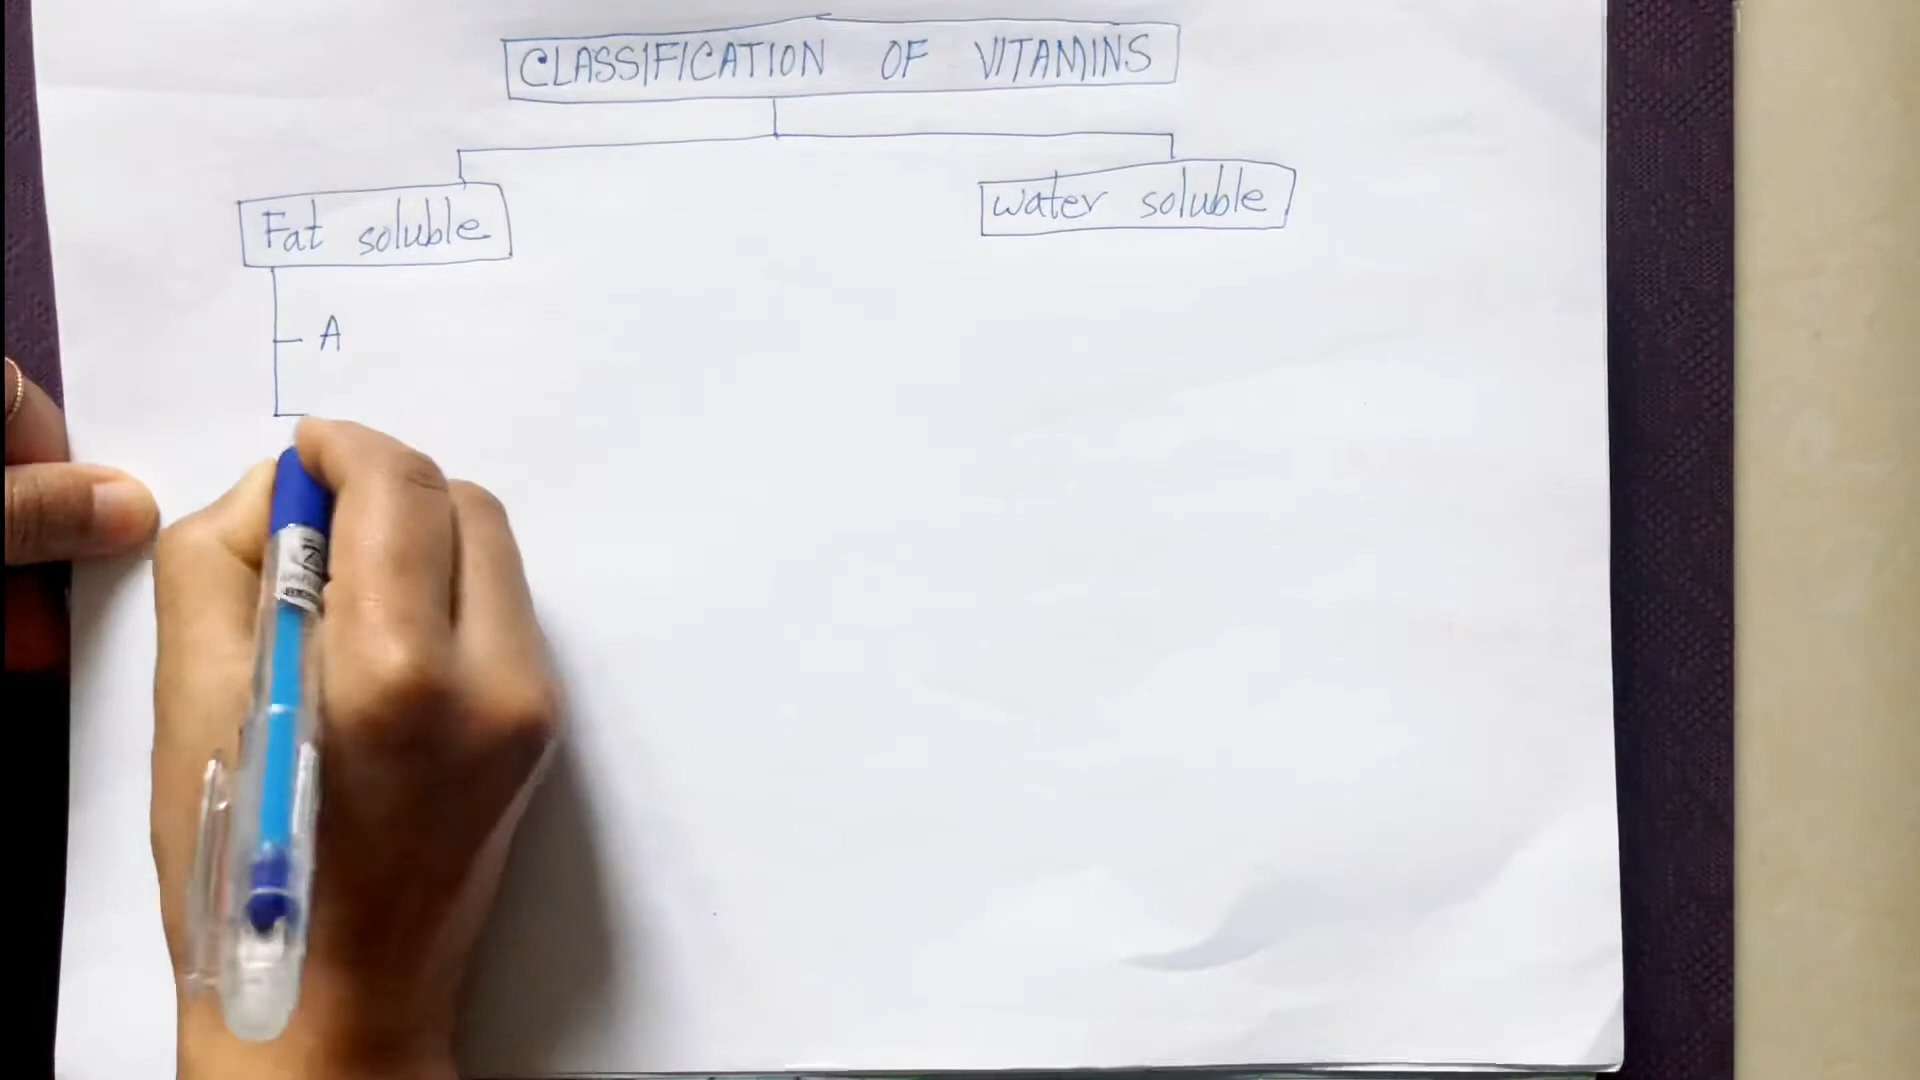 CLASSIFICATION OF VITAMINS
Fat soluble
water soluble
A